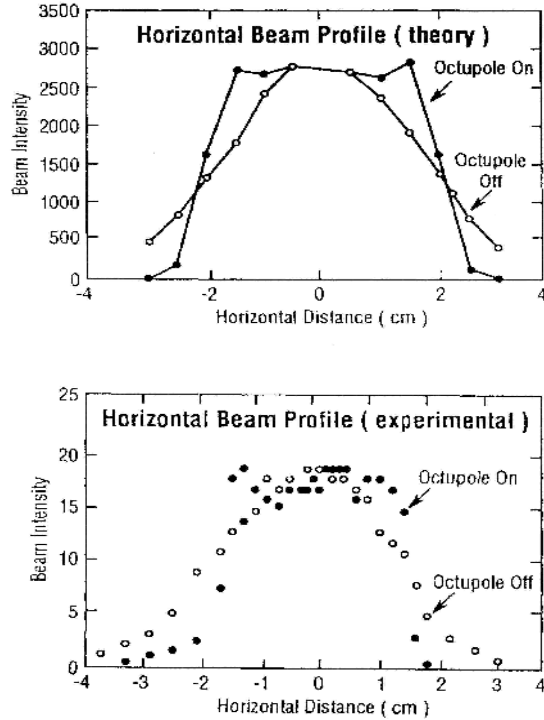 3500
Horizontal Beam Profile ( theory )
3000
Octupole On
2500
2000
Octupole
Off
1500
1000
500
0
-4 -2 0 2 4
Horizontal Distance ( cm )
Beam Intensity
25
Horizontal Beam Profile ( experimental )
20
Octupole On
15
10
Octupole Off
5
0
-4 -3 -2 -1 0 1 2 3 4
Horizontal Distance ( cm )
Beam Intensity